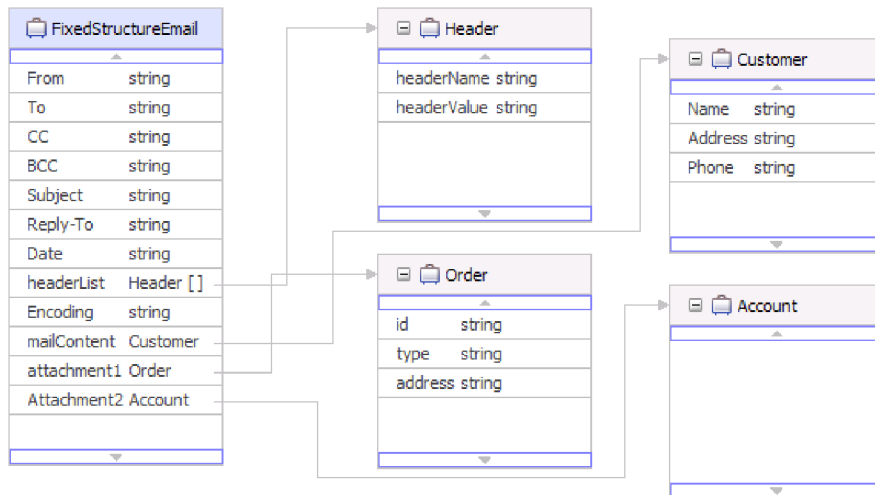 FixedStructureEmail
From string
To string
CC string
BCC string
Subject string
Reply-To string
Date string
headerList Header []
Encoding string
mailContent Customer
attachment1 Order
Attachment2 Account
Header
headerName string
headerValue string
Order
id string
type string
address string
Customer
Name string
Address string
Phone string
Account